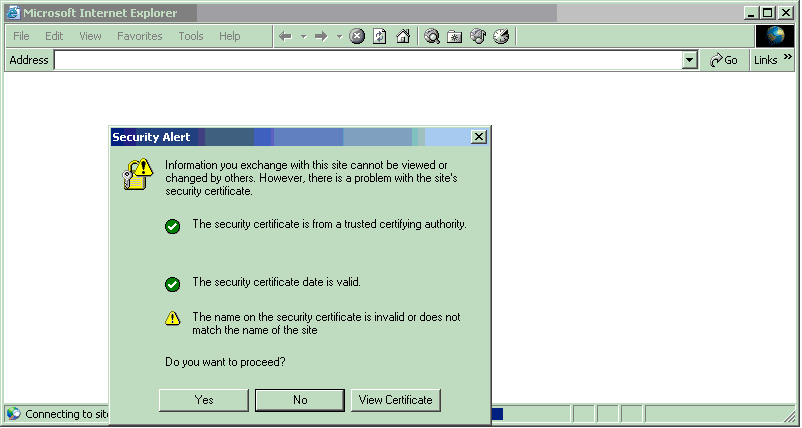 Microsoft Internet Explorer
File Edit View Favorites Tools Help
Address Go Links »
Security Alert
Information you exchange with this site cannot be viewed or
changed by others. However, there is a problem with the site's
security certificate.
The security certificate is from a trusted certifying authority.
The security certificate date is valid.
The name on the security certificate is invalid or does not
match the name of the site
Do you want to proceed?
Yes No View Certificate
Connecting to site